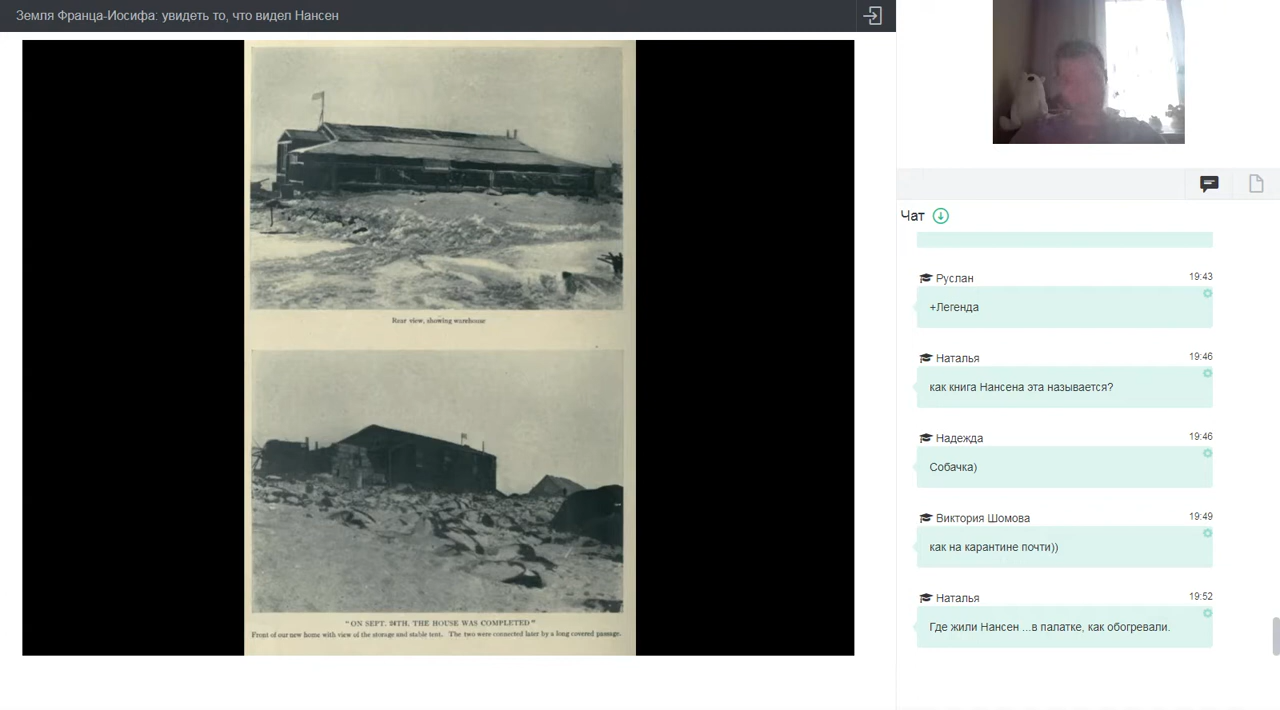 Земля Франца-Иосифа: увидеть то, что видел Нансен
Rear view, showing warehouse
"ON SEPT. 24TH, THE HOUSE WAS COMPLETED"
Front of our new home with view of the storage and stable tent. The two were connected later by a long covered passage.
Чат
Руслан 19:43
+Легенда
Наталья 19:46
как книга Нансена эта называется?
Надежда 19:46
Собачка)
Виктория Шомова 19:49
как на карантине почти))
Наталья 19:52
Где жили Нансен ...в палатке, как обогревали.